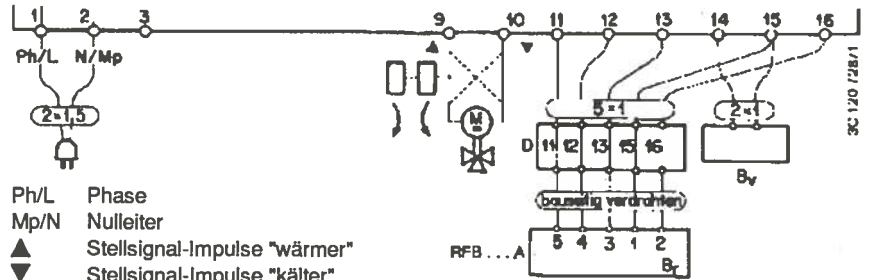 1 2 3 9 10 11 12 13 14 15 16
Ph/L N/Mp
2×1,5
M
5×1
2×1
D 11 12 13 15 16
Bv
bauseitig verdrahten
RFB...A 5 4 3 1 2
Br
3C 120 728/1
Ph/L Phase
Mp/N Nulleiter
▲ Stellsignal-Impulse "wärmer"
▼ Stellsignal-Impulse "kälter"